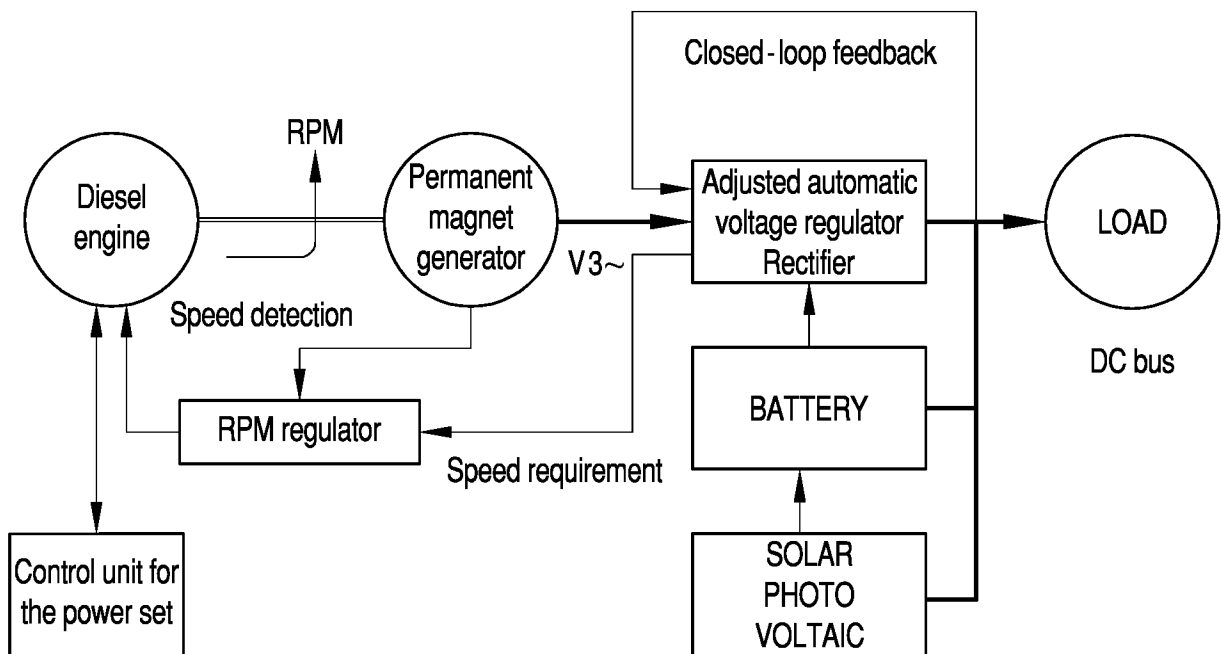 Closed-loop feedback
RPM
Diesel
engine
Permanent
magnet
generator
Adjusted automatic
voltage regulator
Rectifier
LOAD
V3~
Speed detection
DC bus
RPM regulator
BATTERY
Speed requirement
Control unit for
the power set
SOLAR
PHOTO
VOLTAIC